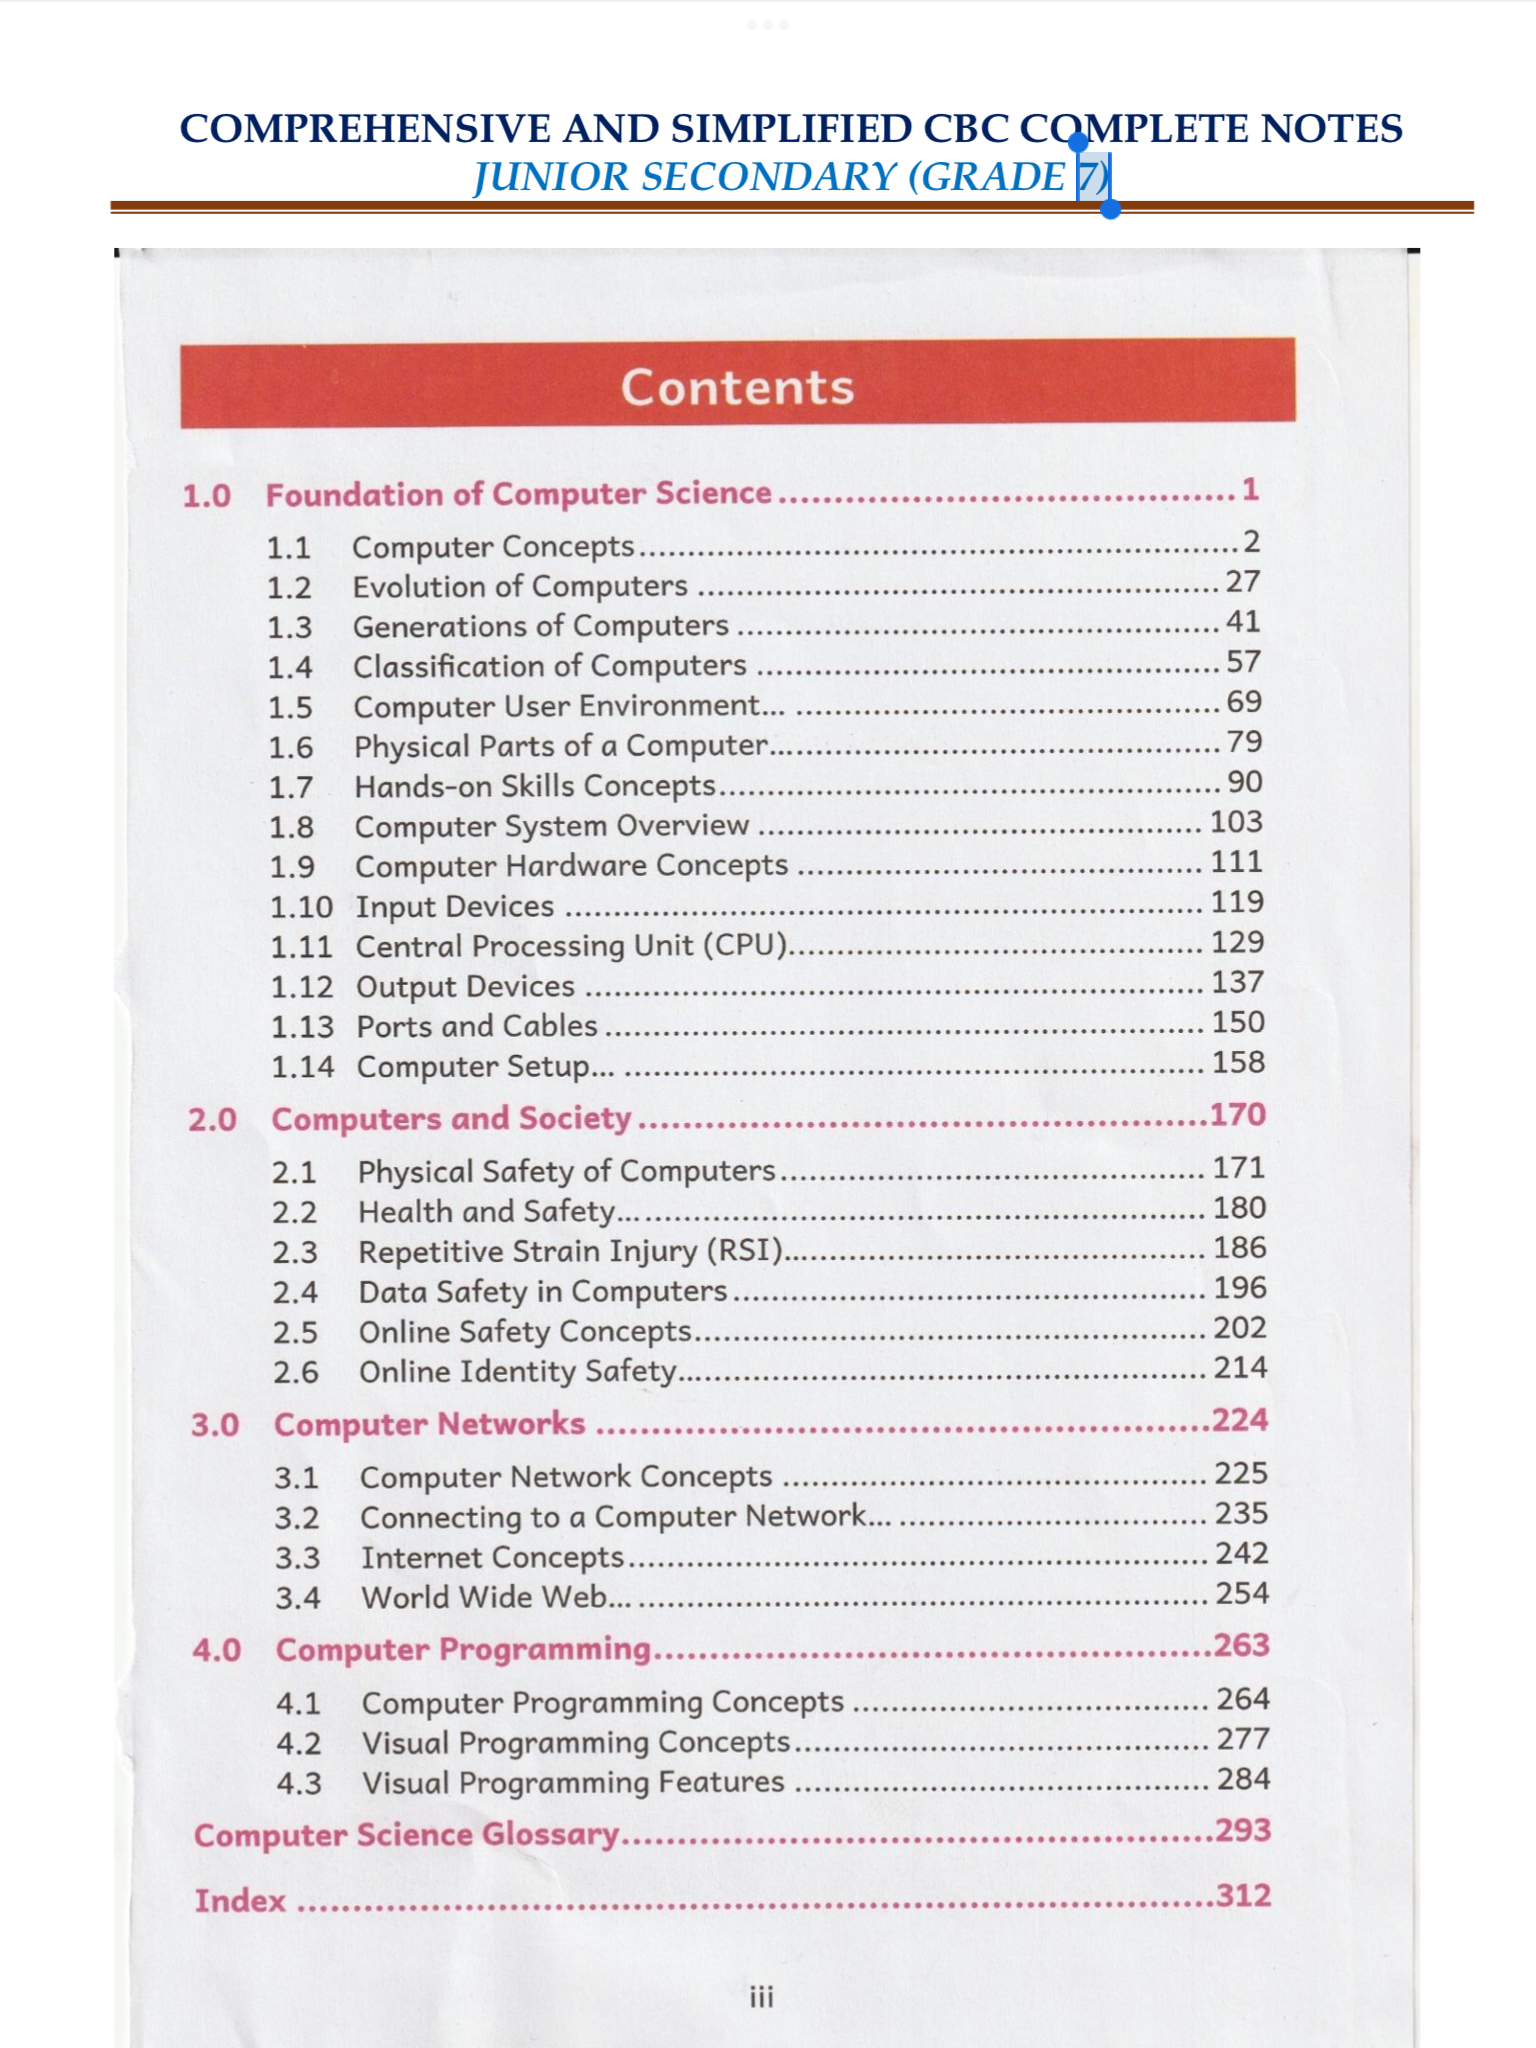 COMPREHENSIVE AND SIMPLIFIED CBC COMPLETE NOTES
JUNIOR SECONDARY (GRADE 7)
Contents
1.0 Foundation of Computer Science ........................................ 1
1.1 Computer Concepts ........................................ 2
1.2 Evolution of Computers ........................................ 27
1.3 Generations of Computers ........................................ 41
1.4 Classification of Computers ........................................ 57
1.5 Computer User Environment... ........................................ 69
1.6 Physical Parts of a Computer ........................................ 79
1.7 Hands-on Skills Concepts ........................................ 90
1.8 Computer System Overview ........................................ 103
1.9 Computer Hardware Concepts ........................................ 111
1.10 Input Devices ........................................ 119
1.11 Central Processing Unit (CPU) ........................................ 129
1.12 Output Devices ........................................ 137
1.13 Ports and Cables ........................................ 150
1.14 Computer Setup... ........................................ 158
2.0 Computers and Society ........................................ 170
2.1 Physical Safety of Computers ........................................ 171
2.2 Health and Safety ........................................ 180
2.3 Repetitive Strain Injury (RSI) ........................................ 186
2.4 Data Safety in Computers ........................................ 196
2.5 Online Safety Concepts ........................................ 202
2.6 Online Identity Safety ........................................ 214
3.0 Computer Networks ........................................ 224
3.1 Computer Network Concepts ........................................ 225
3.2 Connecting to a Computer Network... ........................................ 235
3.3 Internet Concepts ........................................ 242
3.4 World Wide Web... ........................................ 254
4.0 Computer Programming ........................................ 263
4.1 Computer Programming Concepts ........................................ 264
4.2 Visual Programming Concepts ........................................ 277
4.3 Visual Programming Features ........................................ 284
Computer Science Glossary ........................................ 293
Index ........................................ 312
iii